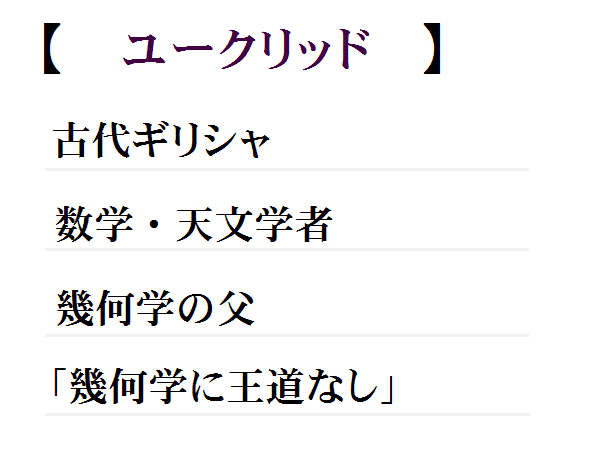 【　ユークリッド　】
古代ギリシャ
数学・天文学者
幾何学の父
「幾何学に王道なし」